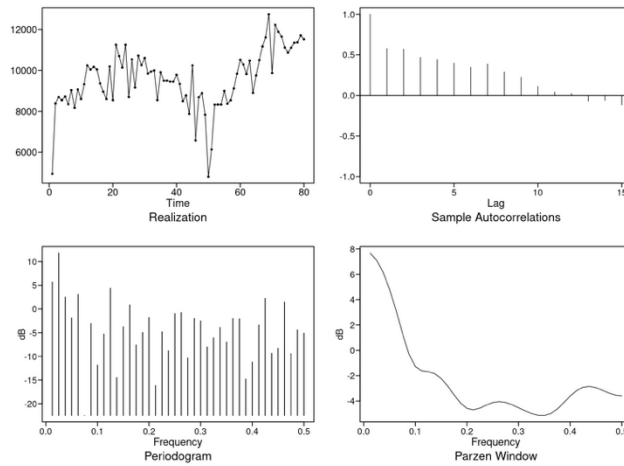 12000
10000
8000
6000
0 20 40 60 80
Time
Realization
1.0
0.5
0.0
-0.5
-1.0
0 5 10 15
Lag
Sample Autocorrelations
10
5
0
-5
-10
-15
-20
dB
0.0 0.1 0.2 0.3 0.4 0.5
Frequency
Periodogram
8
6
4
2
0
-2
-4
dB
0.0 0.1 0.2 0.3 0.4 0.5
Frequency
Parzen Window